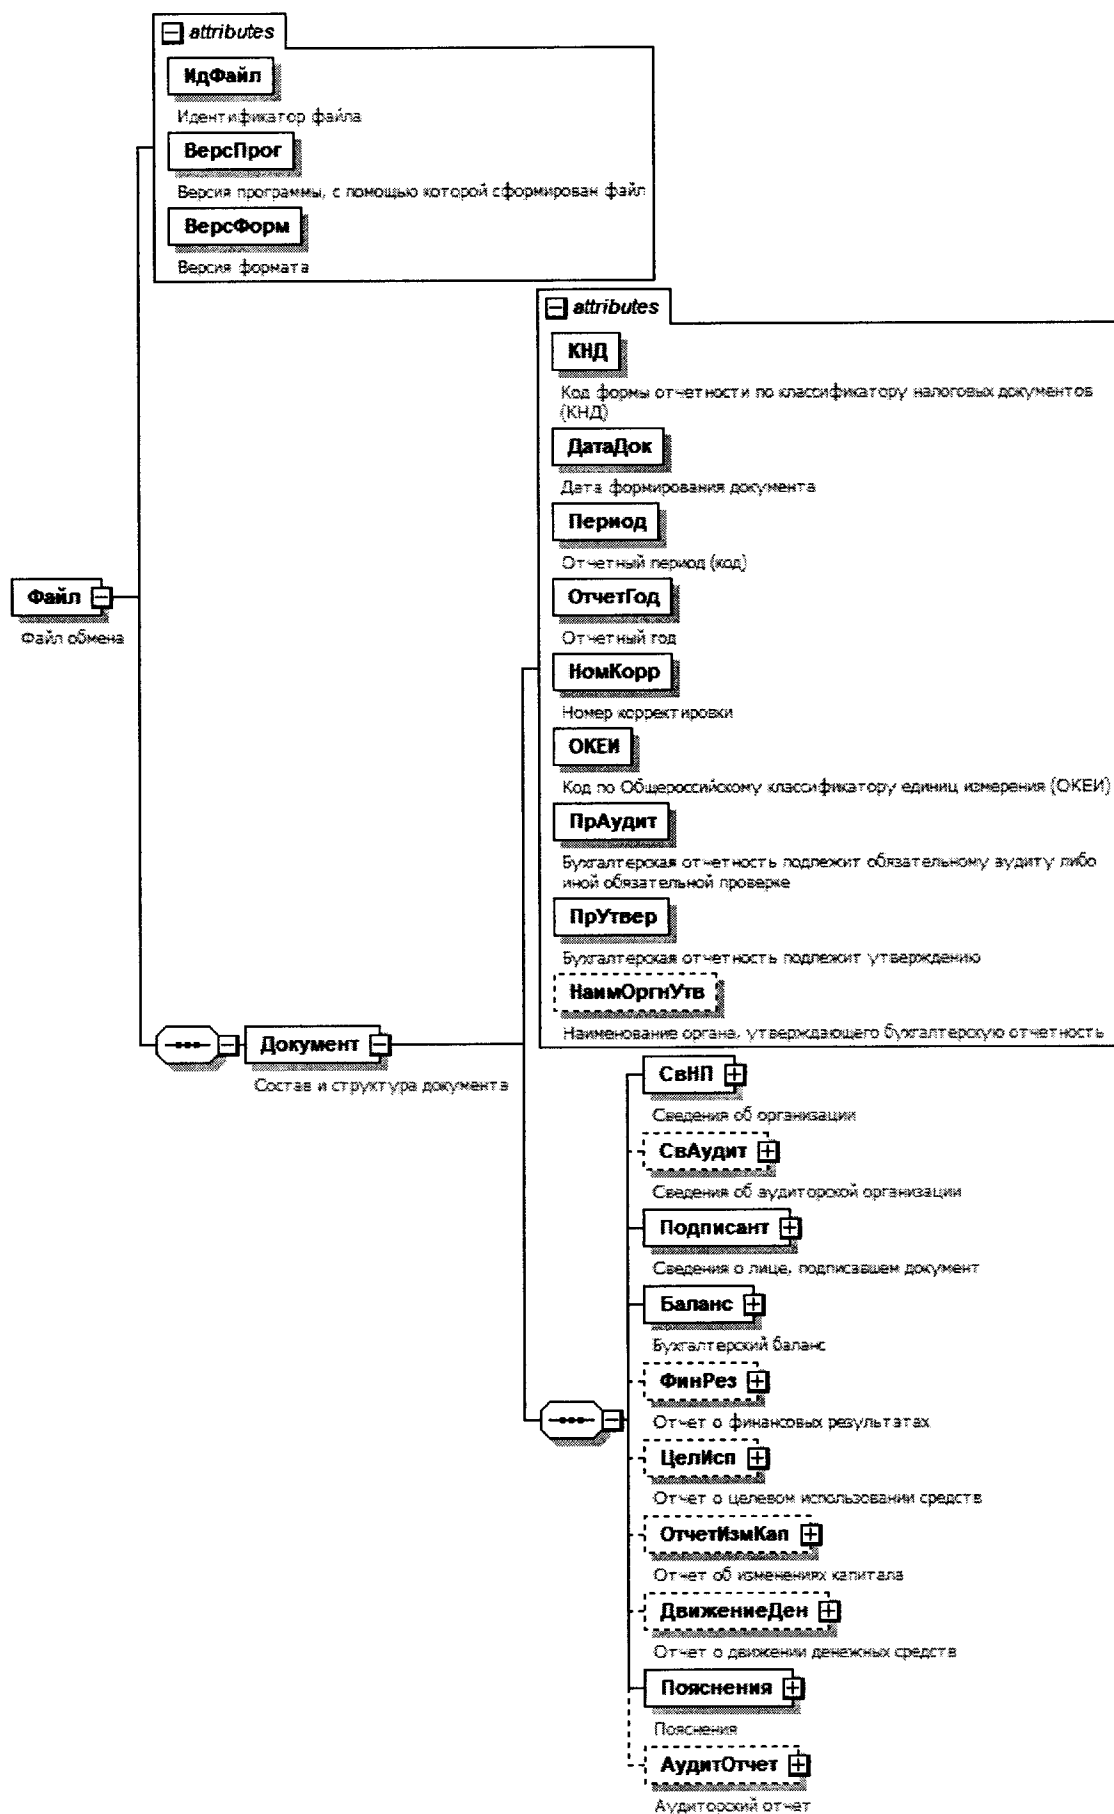 attributes
ИдФайл
Идентификатор файла
ВерсПрог
Версия программы, с помощью которой сформирован файл
ВерсФорм
Версия формата
attributes
КНД
Код формы отчетности по классификатору налоговых документов
(КНД)
ДатаДок
Дата формирования документа
Период
Отчетный период (код)
ОтчетГод
Отчетный год
НомКорр
Номер корректировки
ОКЕИ
Код по Общероссийскому классификатору единиц измерения (ОКЕИ)
ПрАудит
Бухгалтерская отчетность подлежит обязательному аудиту либо
иной обязательной проверке
ПрУтвер
Бухгалтерская отчетность подлежит утверждению
НаимОргнУтв
Наименование органа, утверждающего бухгалтерскую отчетность
Файл
Файл обмена
Документ
Состав и структура документа
СвНП
Сведения об организации
СвАудит
Сведения об аудиторской организации
Подписант
Сведения о лице, подписавшем документ
Баланс
Бухгалтерский баланс
ФинРез
Отчет о финансовых результатах
ЦелИсп
Отчет о целевом использовании средств
ОтчетИзмКап
Отчет об изменениях капитала
ДвижениеДен
Отчет о движении денежных средств
Пояснения
Пояснения
АудитОтчет
Аудиторский отчет